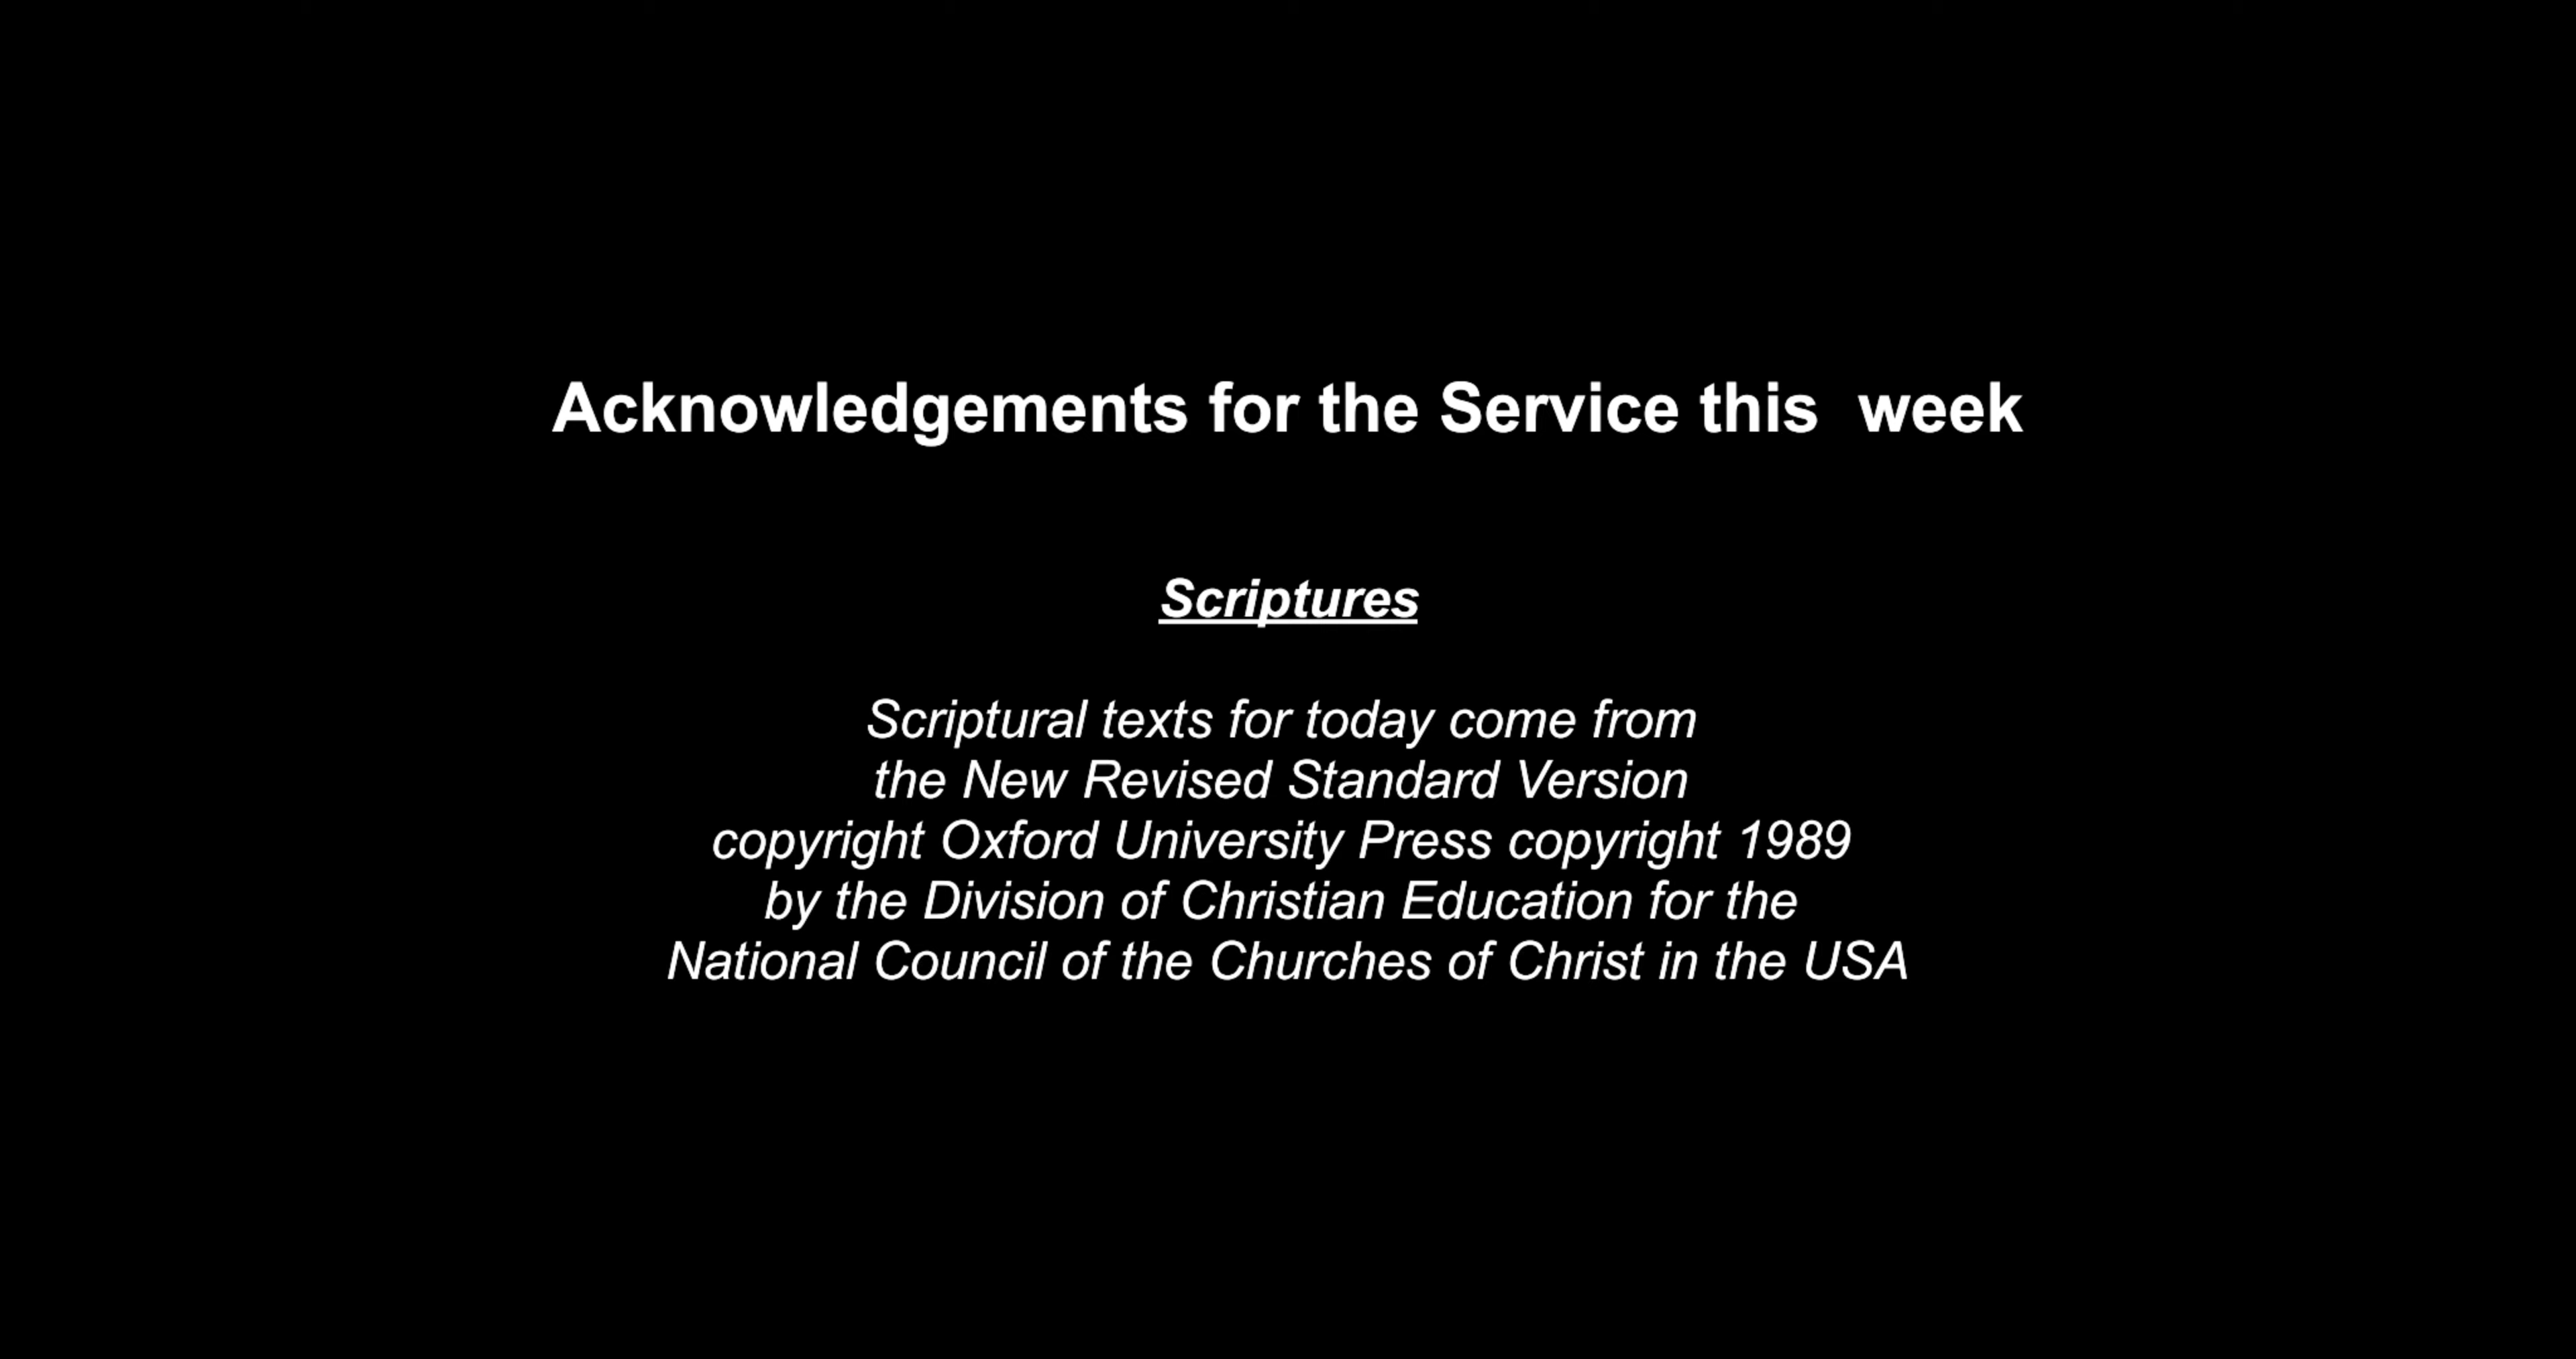 Acknowledgements for the Service this  week
Scriptures
Scriptural texts for today come from
the New Revised Standard Version
copyright Oxford University Press copyright 1989
by the Division of Christian Education for the
National Council of the Churches of Christ in the USA